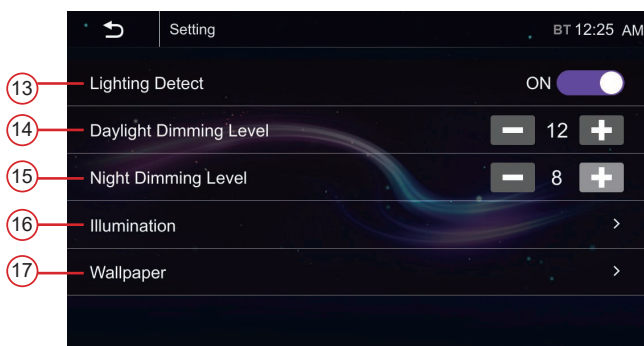 Setting BT 12:25 AM
13 Lighting Detect ON
14 Daylight Dimming Level 12
15 Night Dimming Level 8
16 Illumination >
17 Wallpaper >